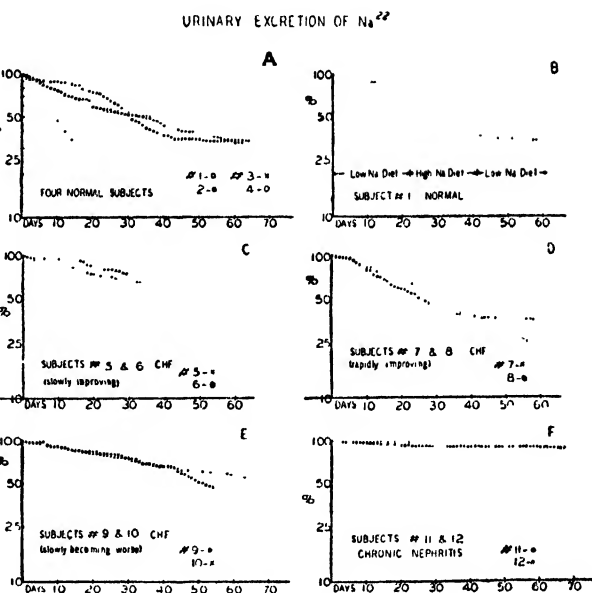 URINARY EXCRETION OF Na22
A
100
50
25
10
DAYS 10 20 30 40 50 60 70
FOUR NORMAL SUBJECTS
# 1- # 3-
2- 4-
B
100
%
50
25
10
DAYS 10 20 30 40 50 60
Low Na Diet High Na Diet Low Na Diet
SUBJECT # 1 NORMAL
C
100
50
%
25
10
DAYS 10 20 30 40 50 60
SUBJECTS # 5 & 6 CHF
(slowly improving)
# 5-
6-
D
100
%
50
25
10
DAYS 10 20 30 40 50 60
SUBJECTS # 7 & 8 CHF
(rapidly improving)
# 7-
8-
E
100
%
50
25
10
DAYS 10 20 30 40 50 60 70
SUBJECTS # 9 & 10 CHF
(slowly becoming worse)
# 9-
10-
F
100
50
%
25
10
DAYS 10 20 30 40 50 60 70
SUBJECTS # 11 & 12
CHRONIC NEPHRITIS
# 11-
12-